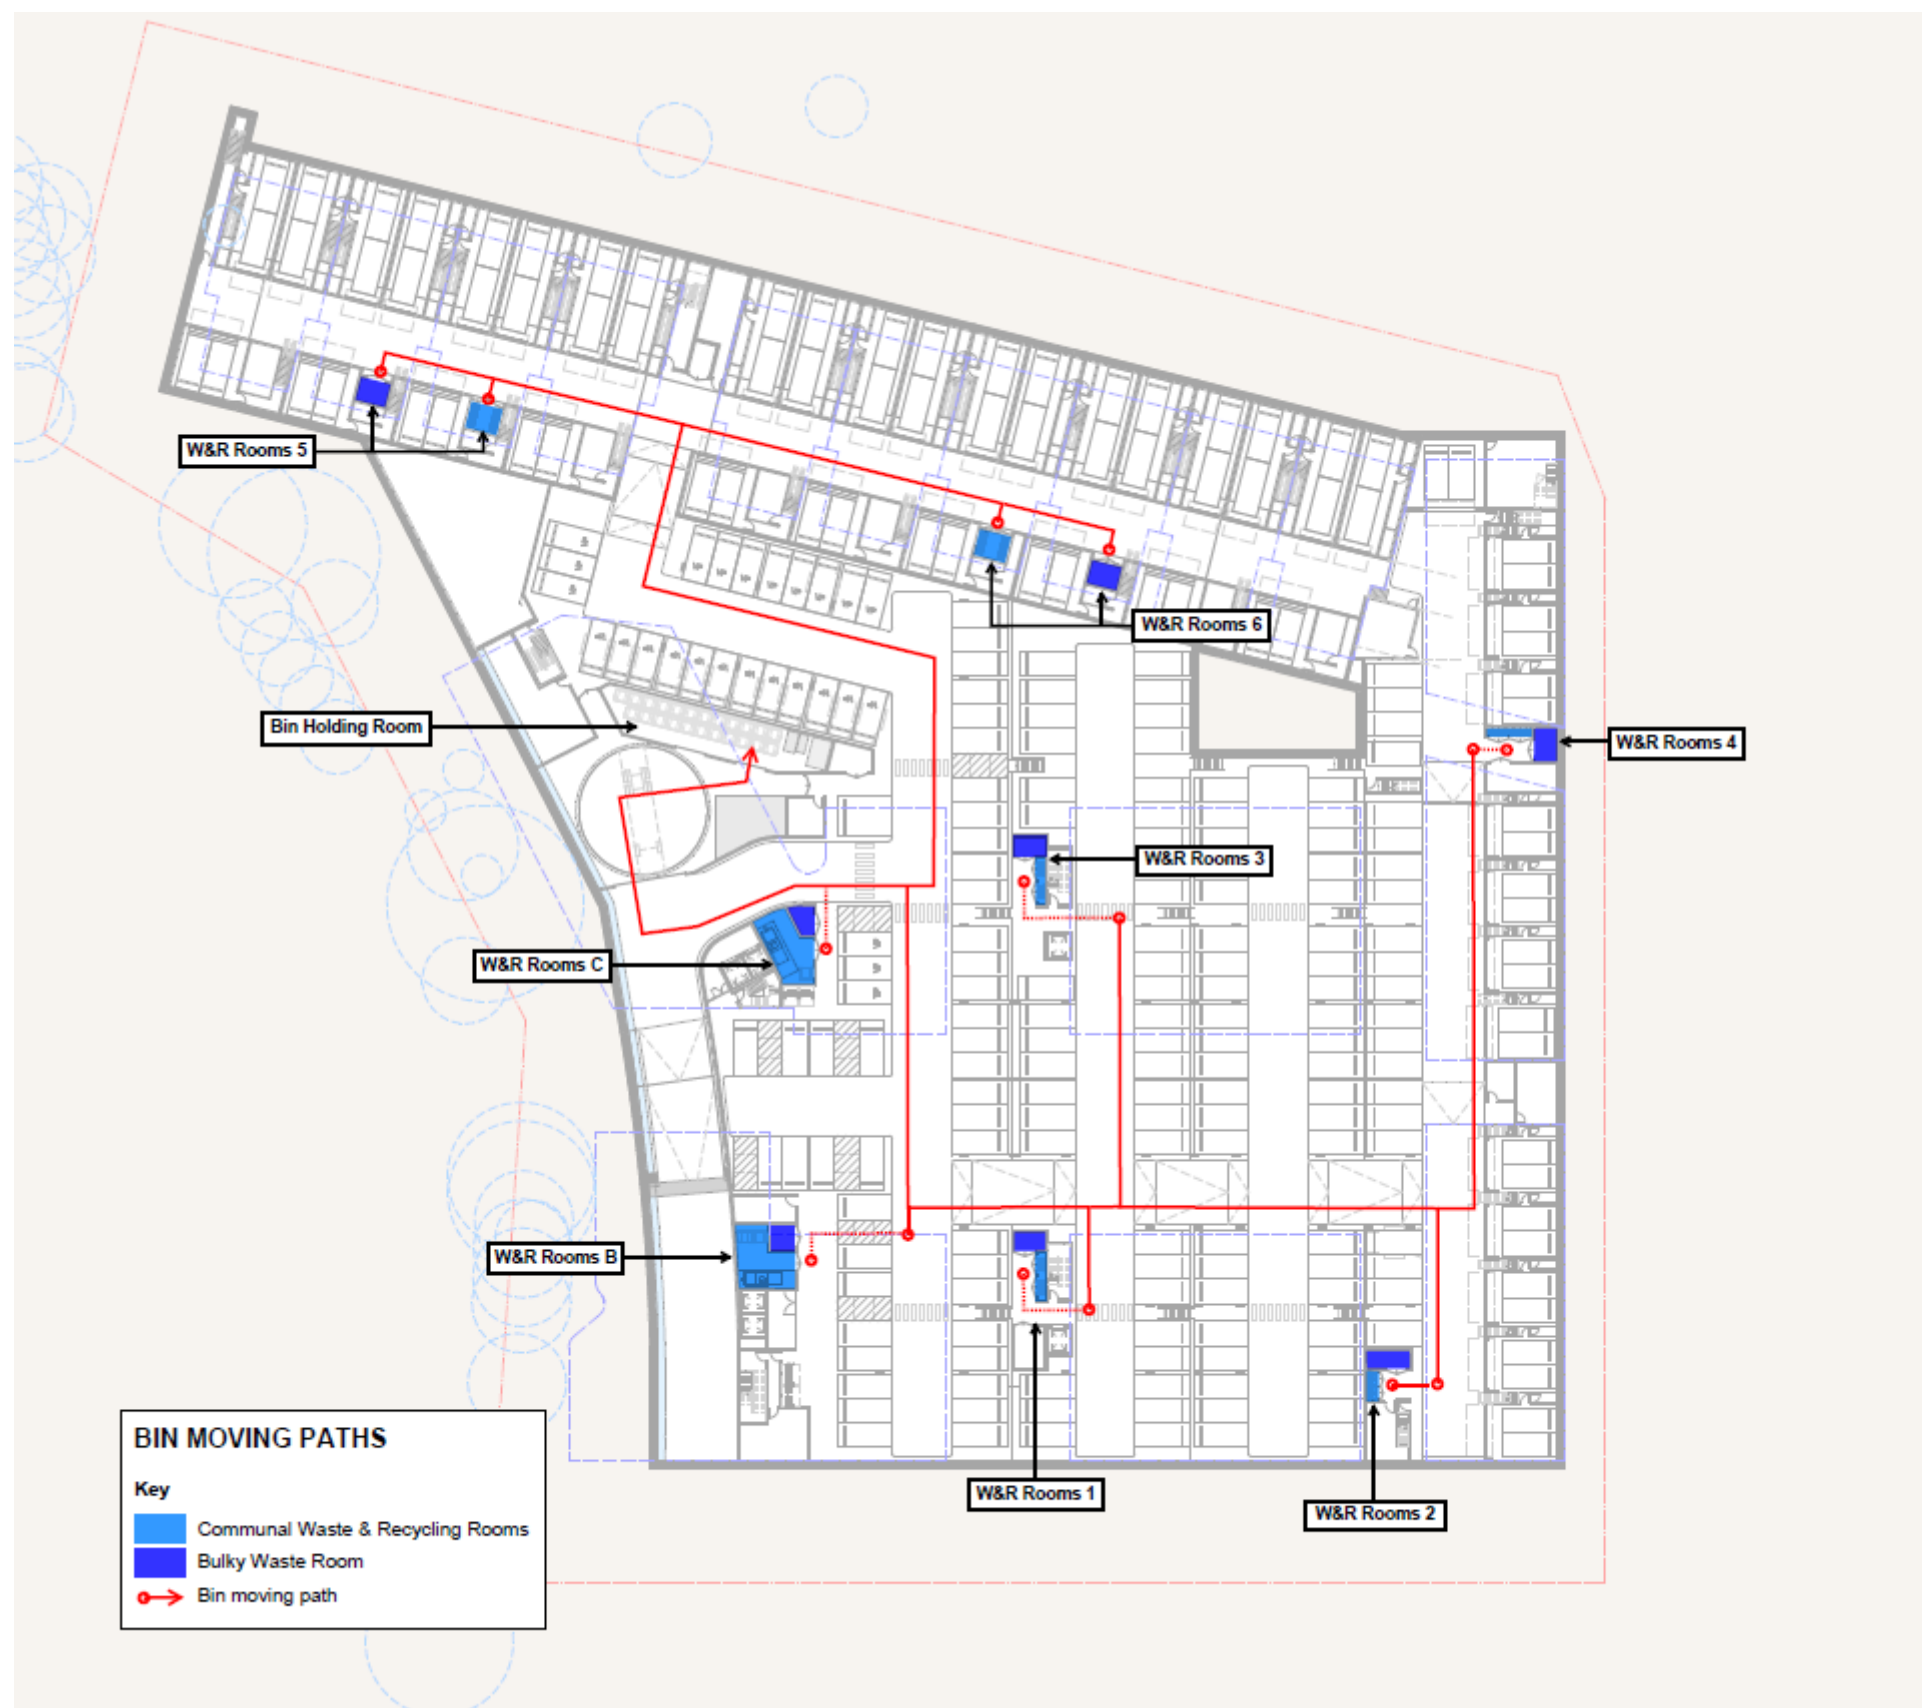 W&R Rooms 5
W&R Rooms 6
Bin Holding Room
W&R Rooms 4
W&R Rooms 3
W&R Rooms C
W&R Rooms B
W&R Rooms 1
W&R Rooms 2
BIN MOVING PATHS
Key
Communal Waste & Recycling Rooms
Bulky Waste Room
Bin moving path